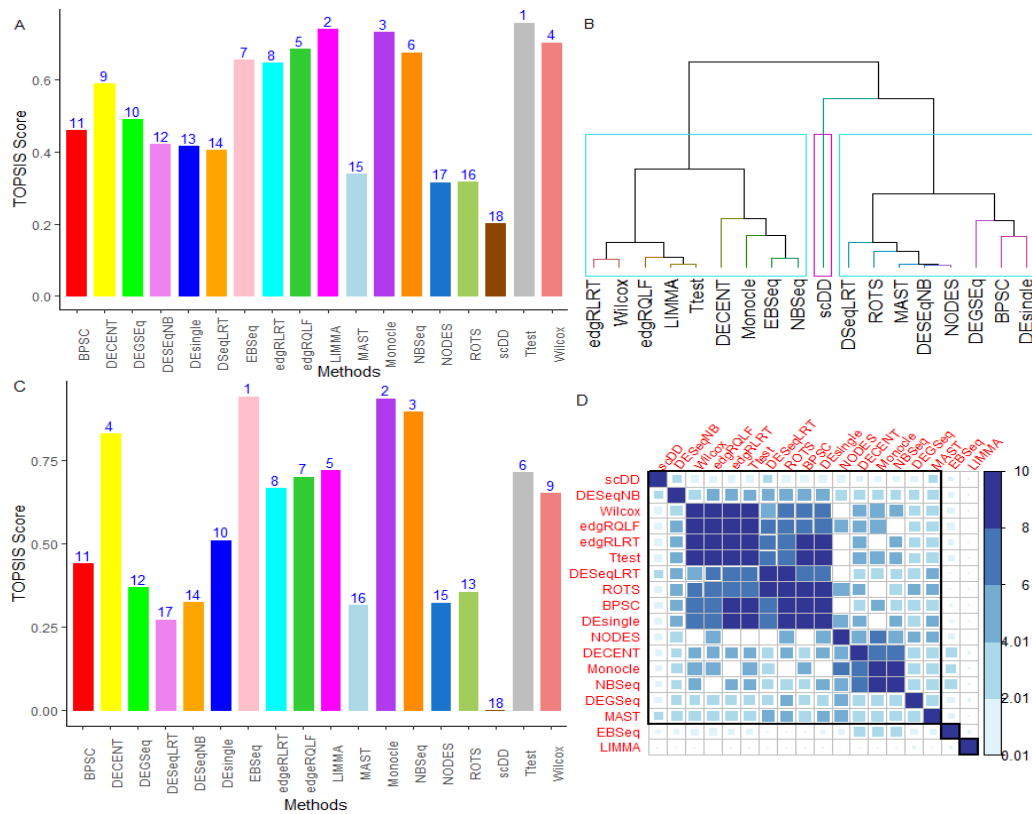 A
TOPSIS Score
0.6
0.4
0.2
0.0
11
9
10
12
13
14
7
8
5
2
15
3
6
17
16
18
1
4
BPSC
DECENT
DEGSEq
DESeqNB
DEsingle
DSeqLRT
EBSeq
edgRLRT
edgRQLF
LIMMA
MAST
Monocle
NBSeq
NODES
ROTS
scDD
Ttest
Wilcox
Methods
B
edgRLRT
Wilcox
edgRQLF
LIMMA
Ttest
DECENT
Monocle
EBSeq
NBSeq
scDD
DSeqLRT
ROTS
MAST
DESeqNB
NODES
DEGSeq
BPSC
DEsingle
C
TOPSIS Score
0.75
0.50
0.25
0.00
11
4
12
17
14
10
1
8
7
5
16
2
3
15
13
18
6
9
BPSC
DECENT
DEGSeq
DESeqLRT
DESeqNB
DEsingle
EBSeq
edgeRLRT
edgeRQLF
LIMMA
MAST
Monocle
NBSeq
NODES
ROTS
scDD
Ttest
Wilcox
Methods
D
scDD
DESeqNB
Wilcox
edgRQLF
edgRLRT
Ttest
DESeqLRT
ROTS
BPSC
DEsingle
NODES
DECENT
Monocle
NBSeq
DEGSeq
MAST
EBSeq
LIMMA
scDD
DESeqNB
Wilcox
edgRQLF
edgRLRT
Ttest
DESeqLRT
ROTS
BPSC
DEsingle
NODES
DECENT
Monocle
NBSeq
DEGSeq
MAST
EBSeq
LIMMA
10
8
6
4.01
2.01
0.01